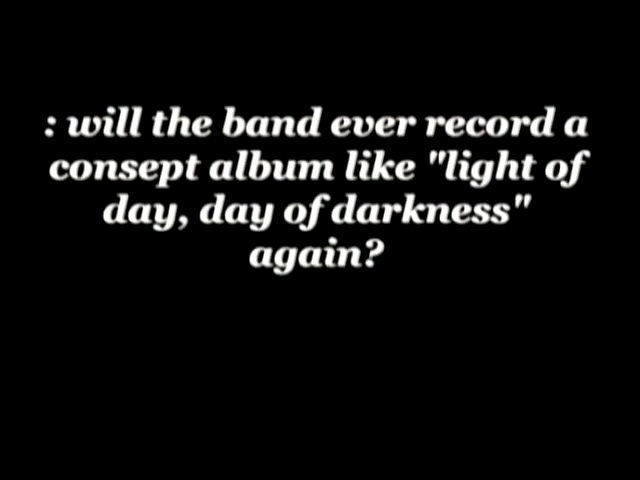 : will the band ever record a
consept album like "light of
day, day of darkness"
again?